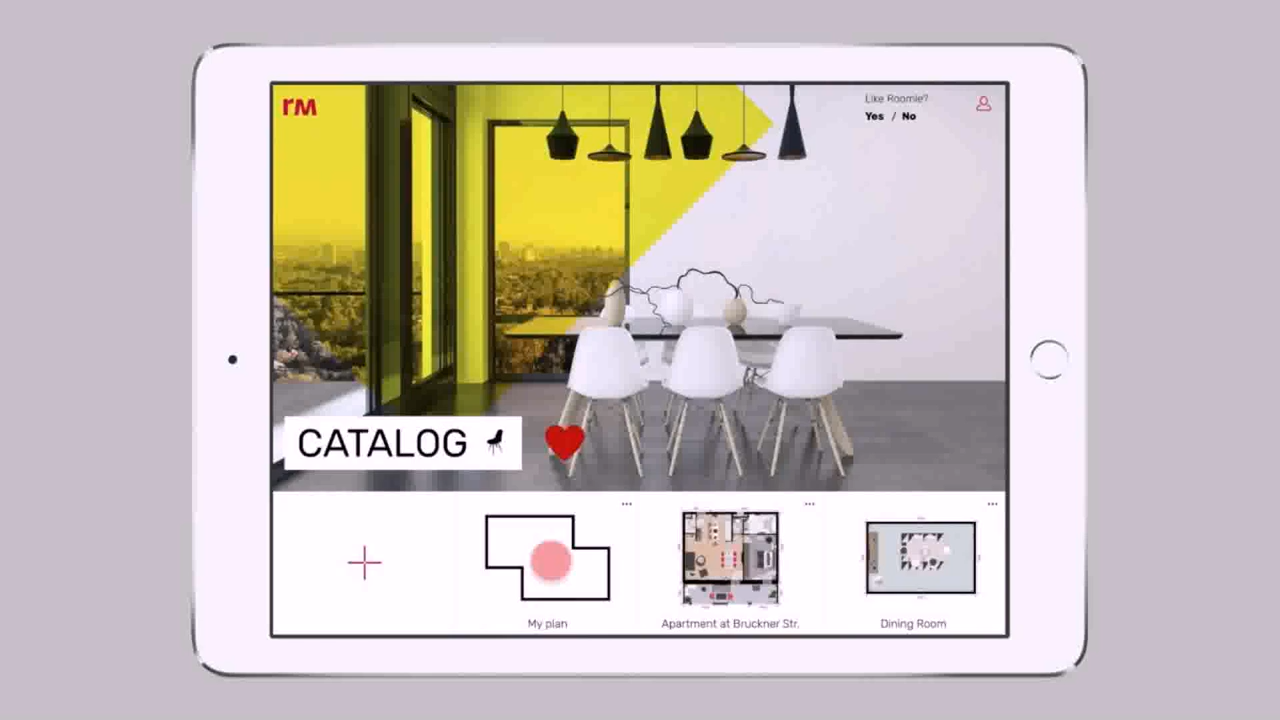 rm
Like Roomle?
Yes / No
CATALOG
My plan
Apartment at Bruckner Str.
Dining Room